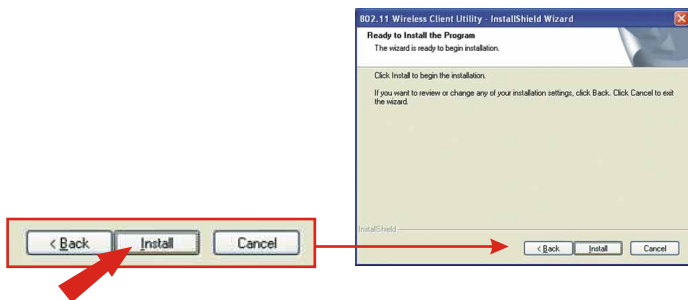 802.11 Wireless Client Utility - InstallShield Wizard
Ready to Install the Program
The wizard is ready to begin installation.
Click Install to begin the installation.
If you want to review or change any of your installation settings, click Back. Click Cancel to exit
the wizard.
InstallShield
< Back Install Cancel
< Back Install Cancel